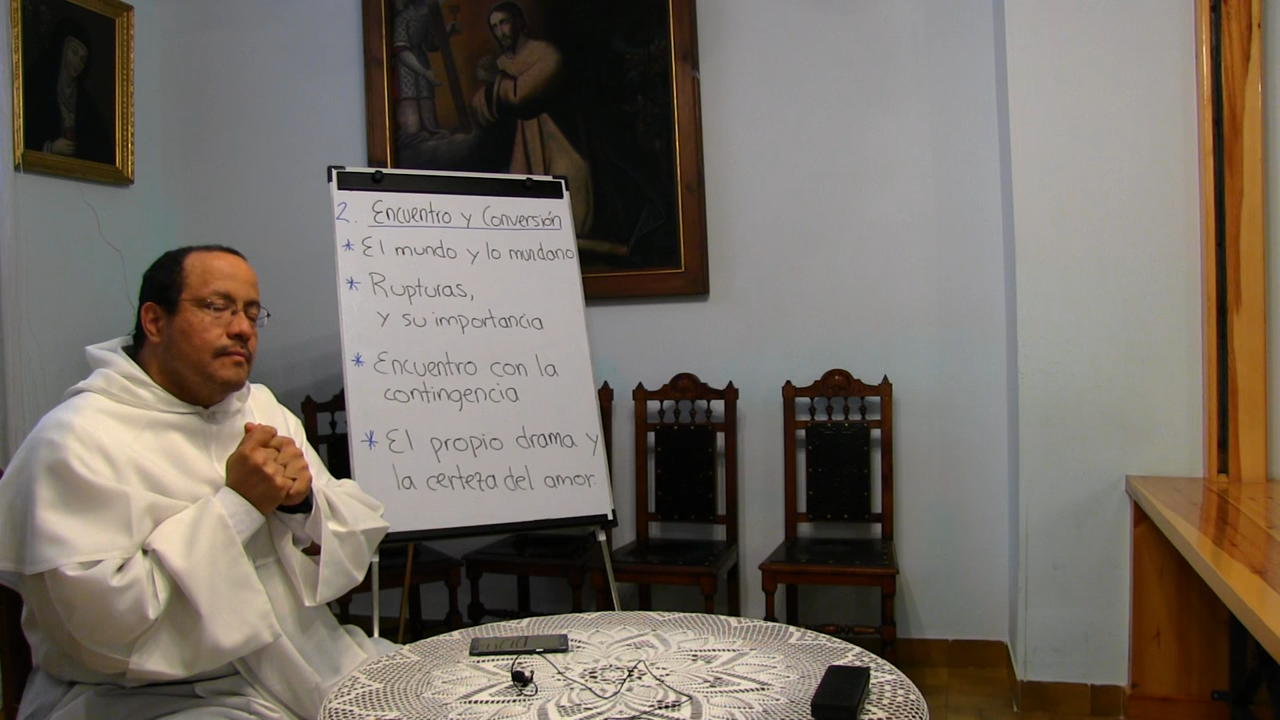 2. Encuentro y Conversión
* El mundo y lo mundano
* Rupturas,
y su importancia
* Encuentro con la
contingencia
* El propio drama y
la certeza del amor.